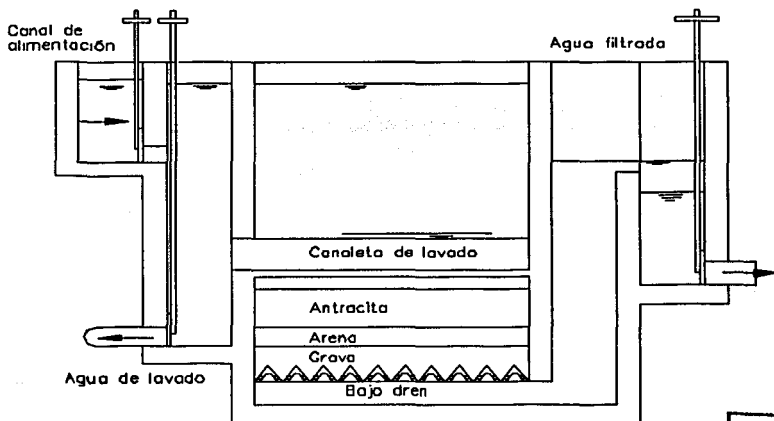 Canal de
alimentación
Agua filtrada
Canaleta de lavado
Antracita
Arena
Grava
Bajo dren
Agua de lavado